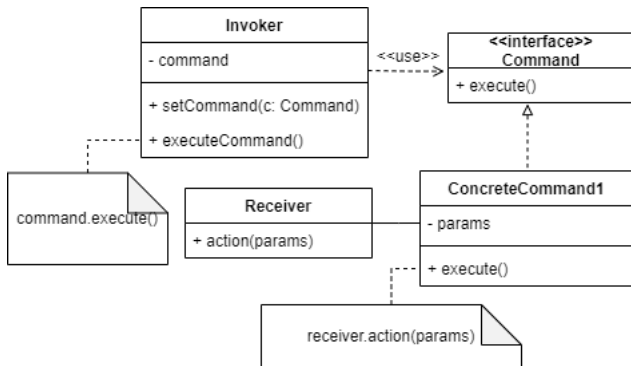 Invoker
- command
+ setCommand(c: Command)
+ executeCommand()
<<use>>
<<interface>>
Command
+ execute()
command.execute()
Receiver
+ action(params)
ConcreteCommand1
- params
+ execute()
receiver.action(params)